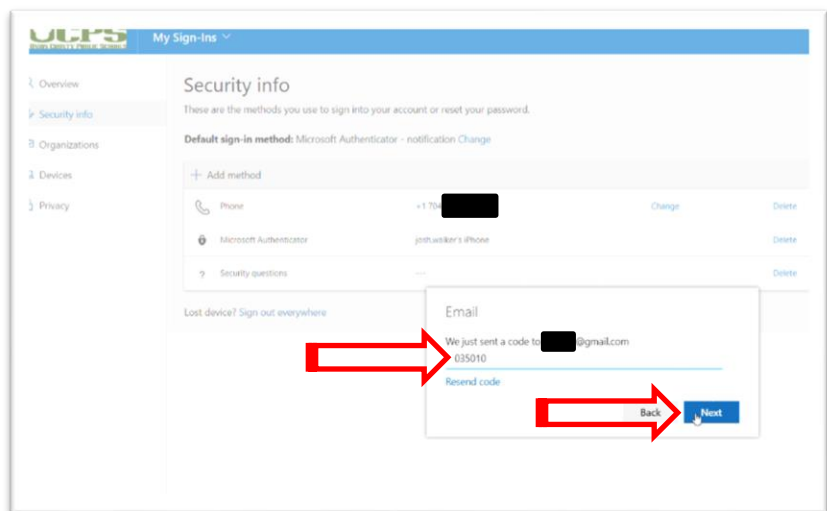 UCPS
My Sign-Ins
Overview
Security info
Organizations
Devices
Privacy
Security info
These are the methods you use to sign into your account or reset your password.
Default sign-in method: Microsoft Authenticator - notification Change
+ Add method
Phone +1 704 Change Delete
Microsoft Authenticator josh.walker's iPhone Delete
? Security questions Delete
Lost device? Sign out everywhere
Email
We just sent a code to @gmail.com
035010
Resend code
Back Next